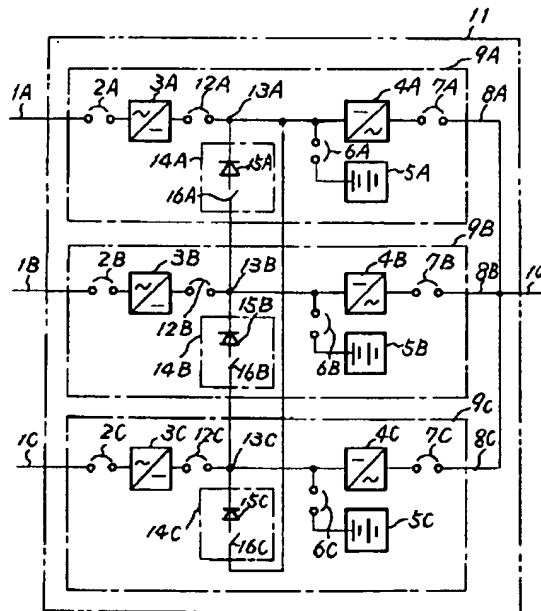 11
9A
1A 2A 3A 12A 13A 4A 7A 8A
14A 15A 6A
16A 5A
9B
1B 2B 3B 13B 4B 7B 8B 10
12B
15B
14B 16B 6B 5B
9C
1C 2C 3C 12C 13C 4C 7C 8C
15C
14C 16C 6C 5C